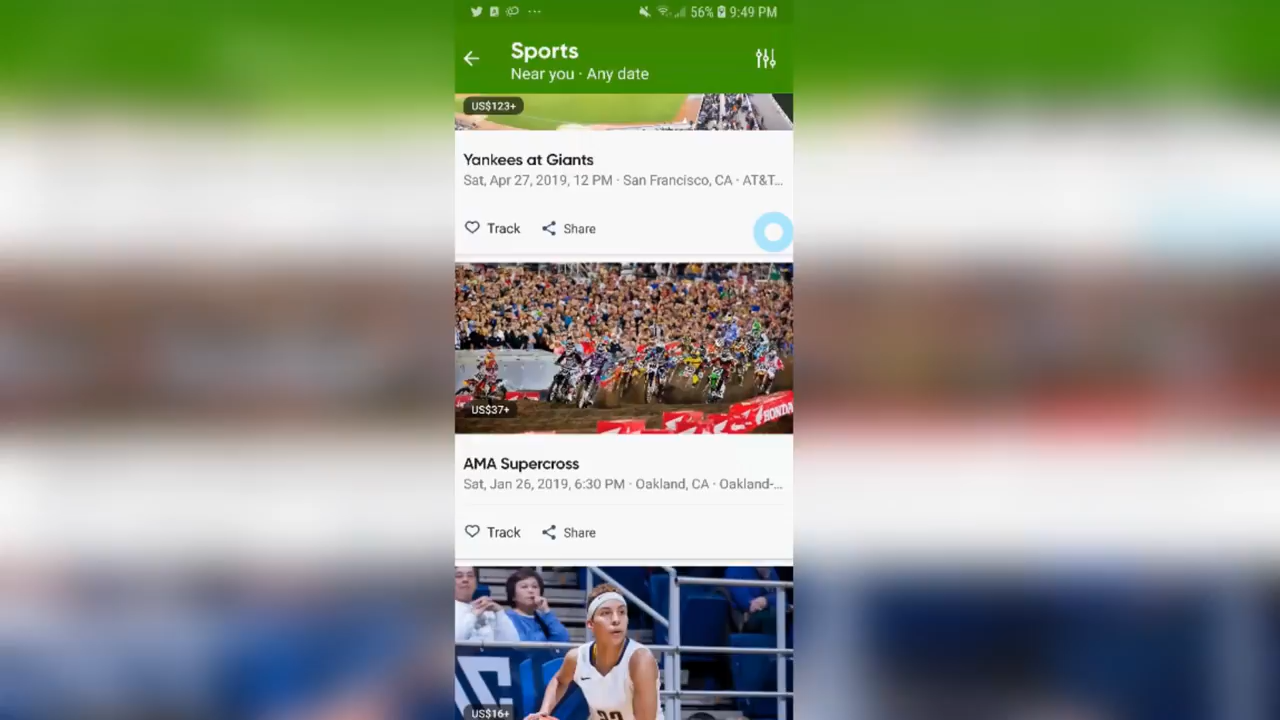 56% 9:49 PM
Sports
Near you · Any date
US$123+
Yankees at Giants
Sat, Apr 27, 2019, 12 PM · San Francisco, CA · AT&T...
Track Share
HONDA
US$37+
AMA Supercross
Sat, Jan 26, 2019, 6:30 PM · Oakland, CA · Oakland-...
Track Share
US$16+